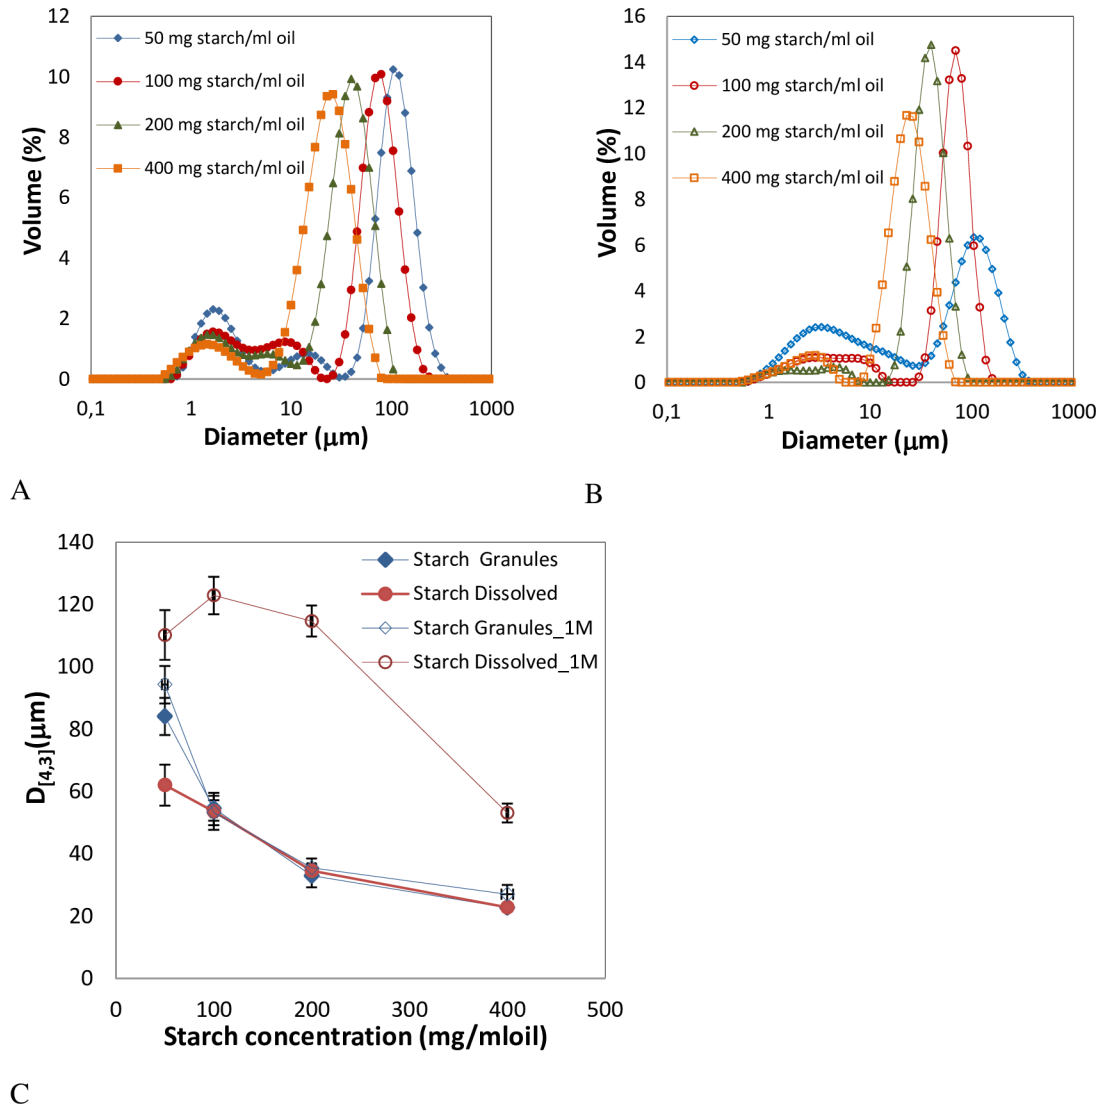 12
10
8
6
4
2
0
Volume (%)
50 mg starch/ml oil
100 mg starch/ml oil
200 mg starch/ml oil
400 mg starch/ml oil
0,1 1 10 100 1000
Diameter (μm)
A
16
14
12
10
8
6
4
2
0
Volume (%)
50 mg starch/ml oil
100 mg starch/ml oil
200 mg starch/ml oil
400 mg starch/ml oil
0,1 1 10 100 1000
Diameter (μm)
B
140
120
100
80
60
40
20
0
D[4,3](μm)
Starch Granules
Starch Dissolved
Starch Granules_1M
Starch Dissolved_1M
0 100 200 300 400 500
Starch concentration (mg/mloil)
C